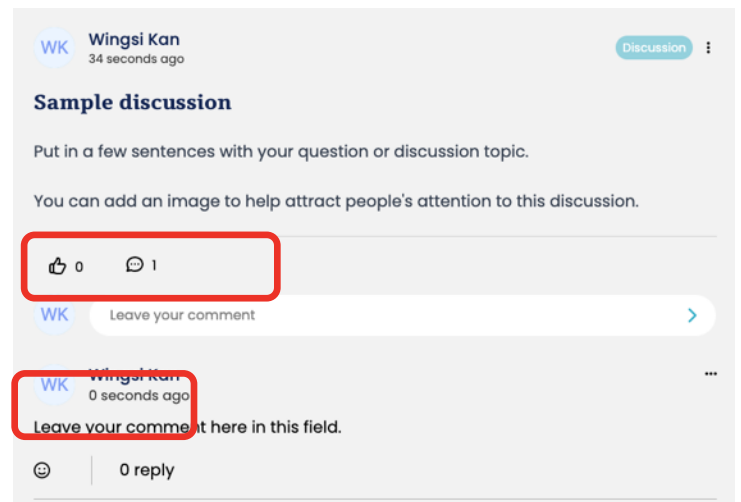 WK Wingsi Kan
34 seconds ago
Discussion
Sample discussion
Put in a few sentences with your question or discussion topic.
You can add an image to help attract people's attention to this discussion.
0 1
WK Leave your comment
WK Wingsi Kan
0 seconds ago
Leave your comment here in this field.
0 reply